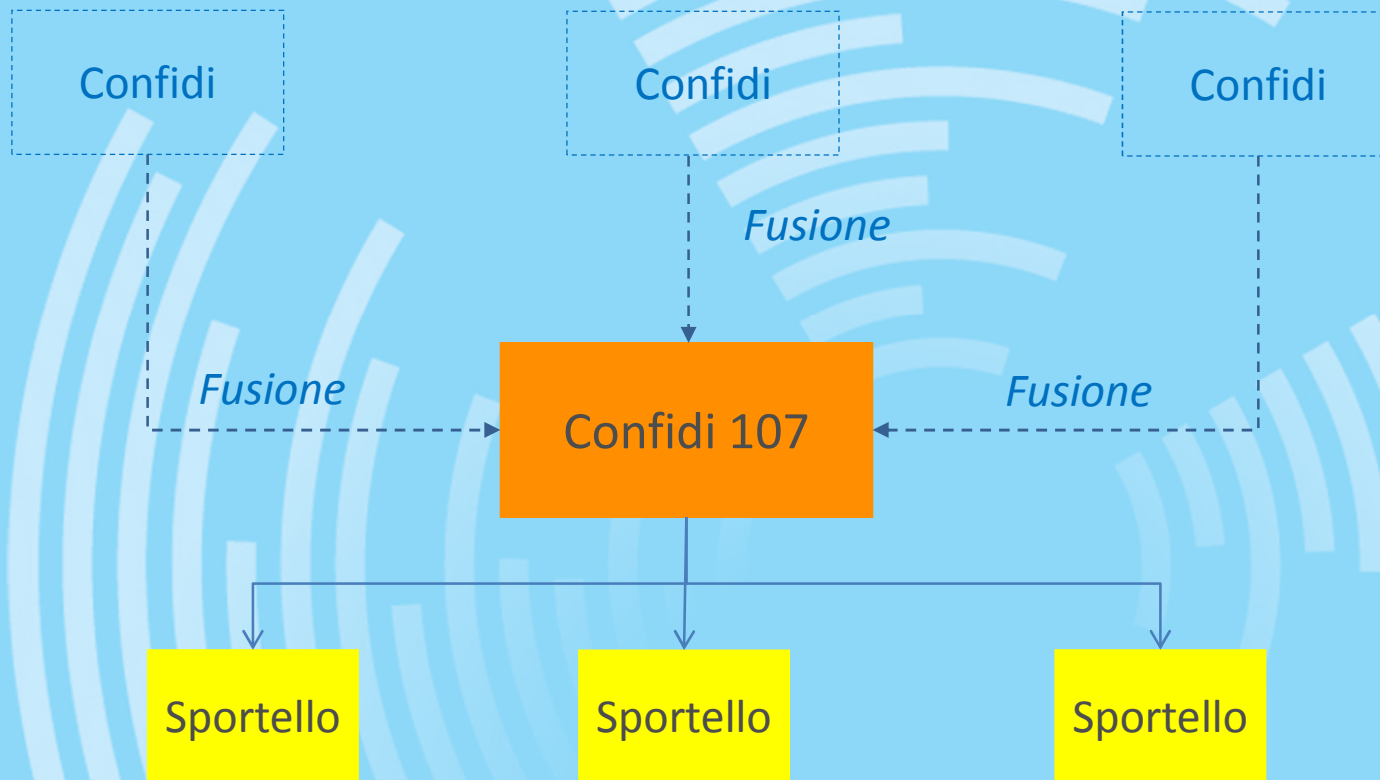 Confidi
Confidi
Confidi
Fusione
Fusione
Fusione
Confidi 107
Sportello
Sportello
Sportello